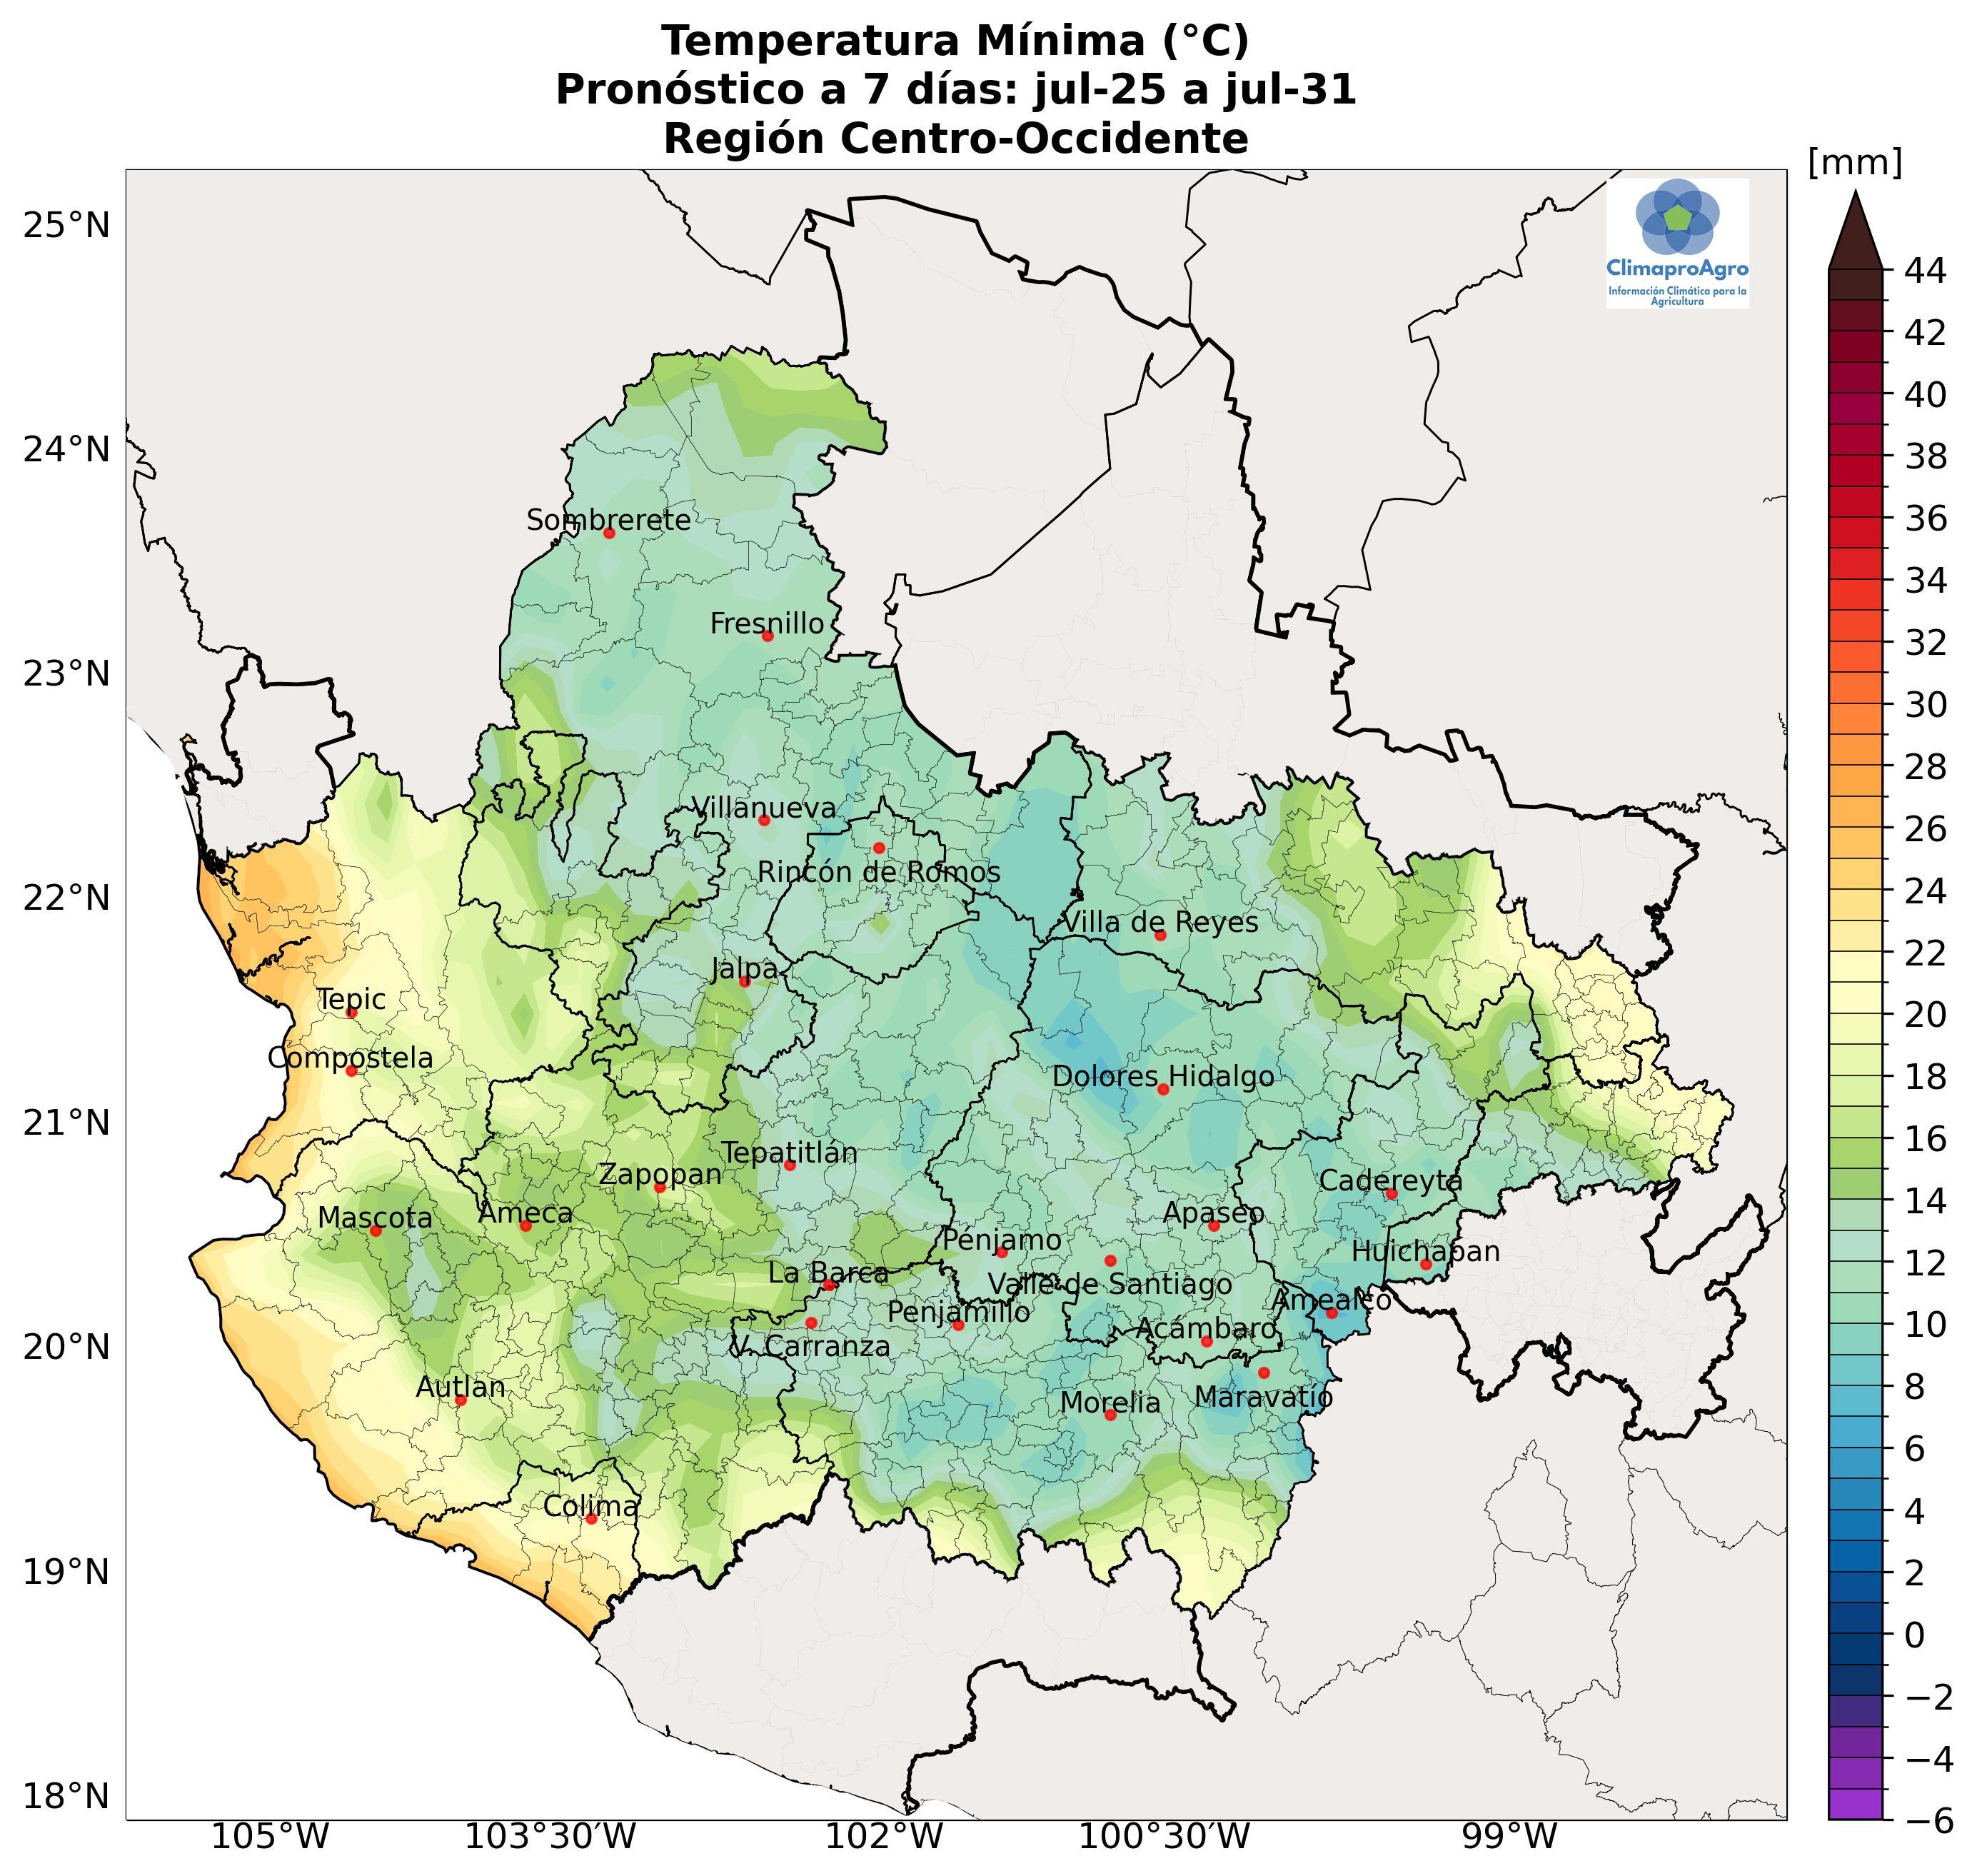 Temperatura Mínima (°C)
Pronóstico a 7 días: jul-25 a jul-31
Región Centro-Occidente
[mm]
25°N
24°N
23°N
22°N
21°N
20°N
19°N
18°N
ClimaproAgro
Información Climática para la
Agricultura
Sombrerete
Fresnillo
Villanueva
Rincón de Romos
Villa de Reyes
Jalpa
Tepic
Compostela
Dolores Hidalgo
Tepatitlán
Zapopan
Cadereyta
Mascota
Ameca
Apaseo
Pénjamo
Huichapan
La Barca
Valle de Santiago
Amealco
Penjamillo
Acámbaro
V. Carranza
Autlan
Maravatío
Morelia
Colima
44
42
40
38
36
34
32
30
28
26
24
22
20
18
16
14
12
10
8
6
4
2
0
−2
−4
−6
105°W
103°30′W
102°W
100°30′W
99°W